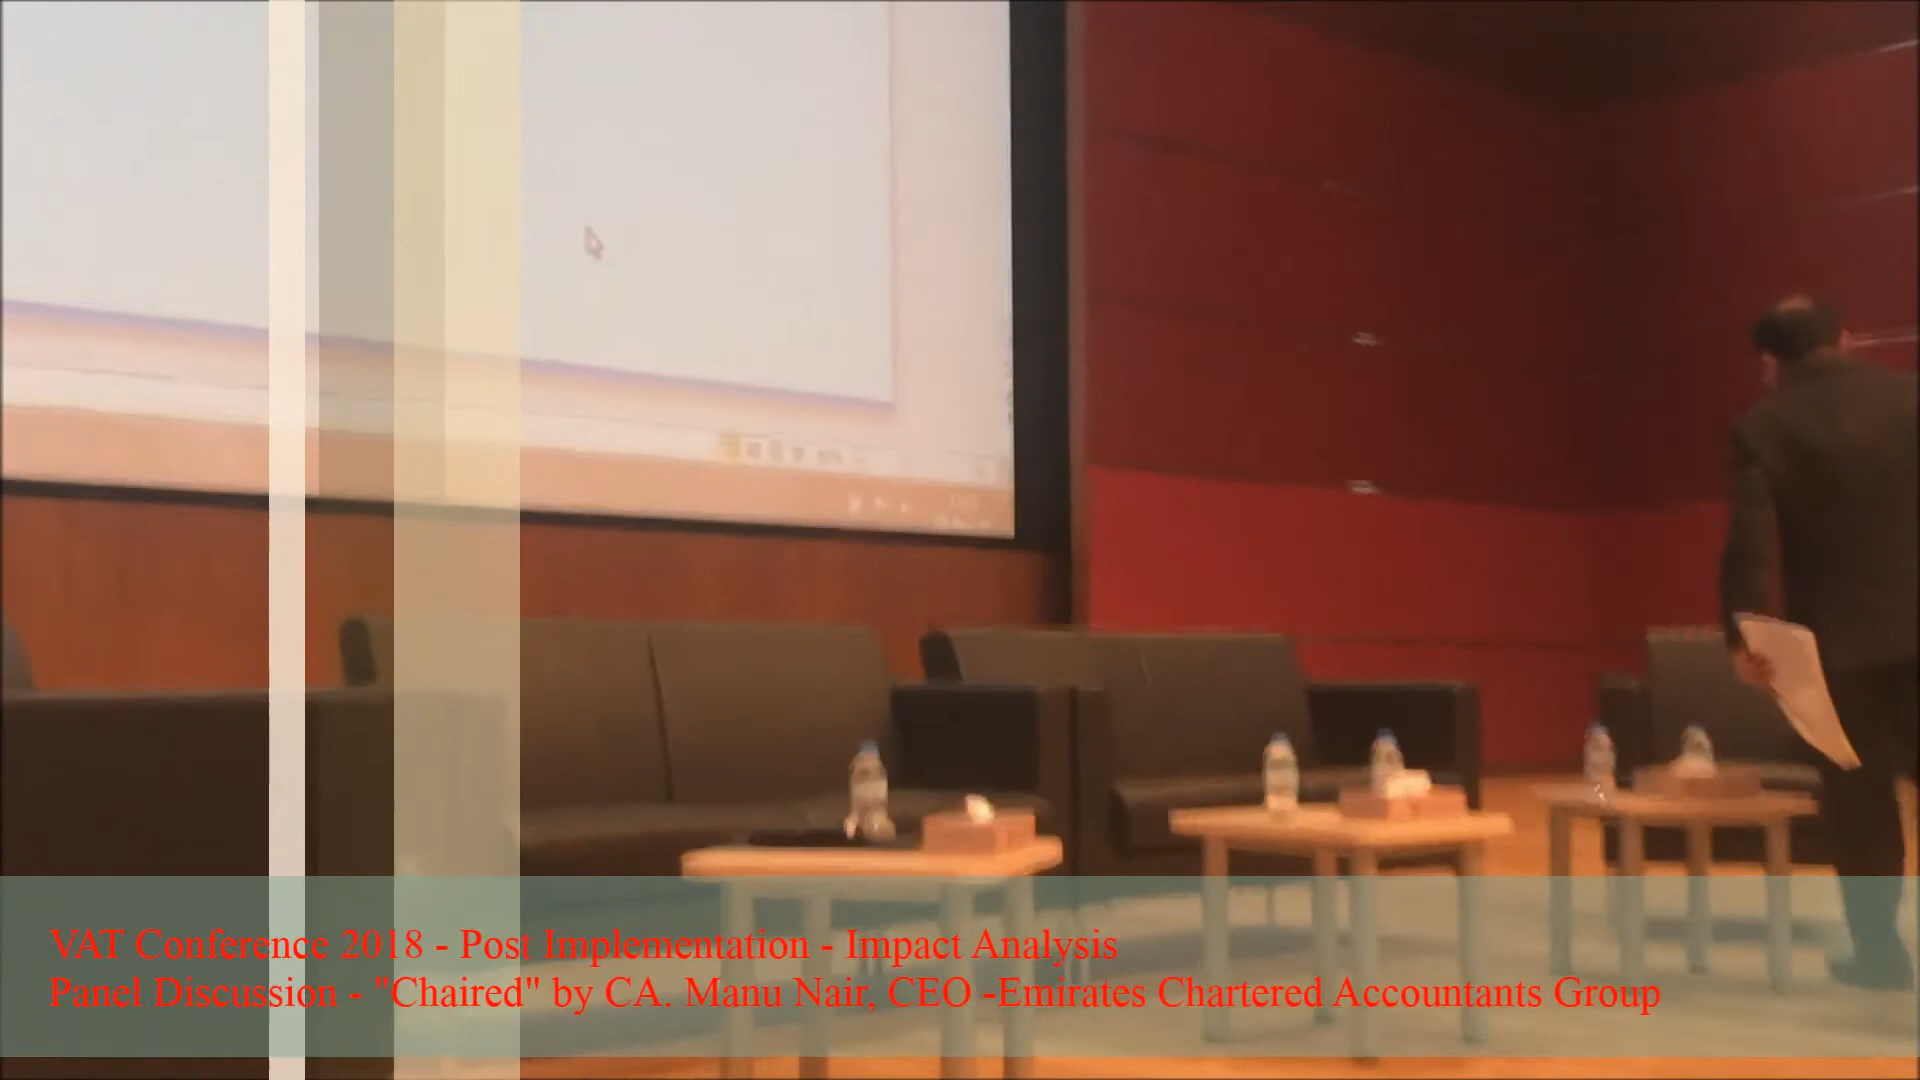 VAT Conference 2018 - Post Implementation - Impact Analysis
Panel Discussion - "Chaired" by CA. Manu Nair, CEO -Emirates Chartered Accountants Group